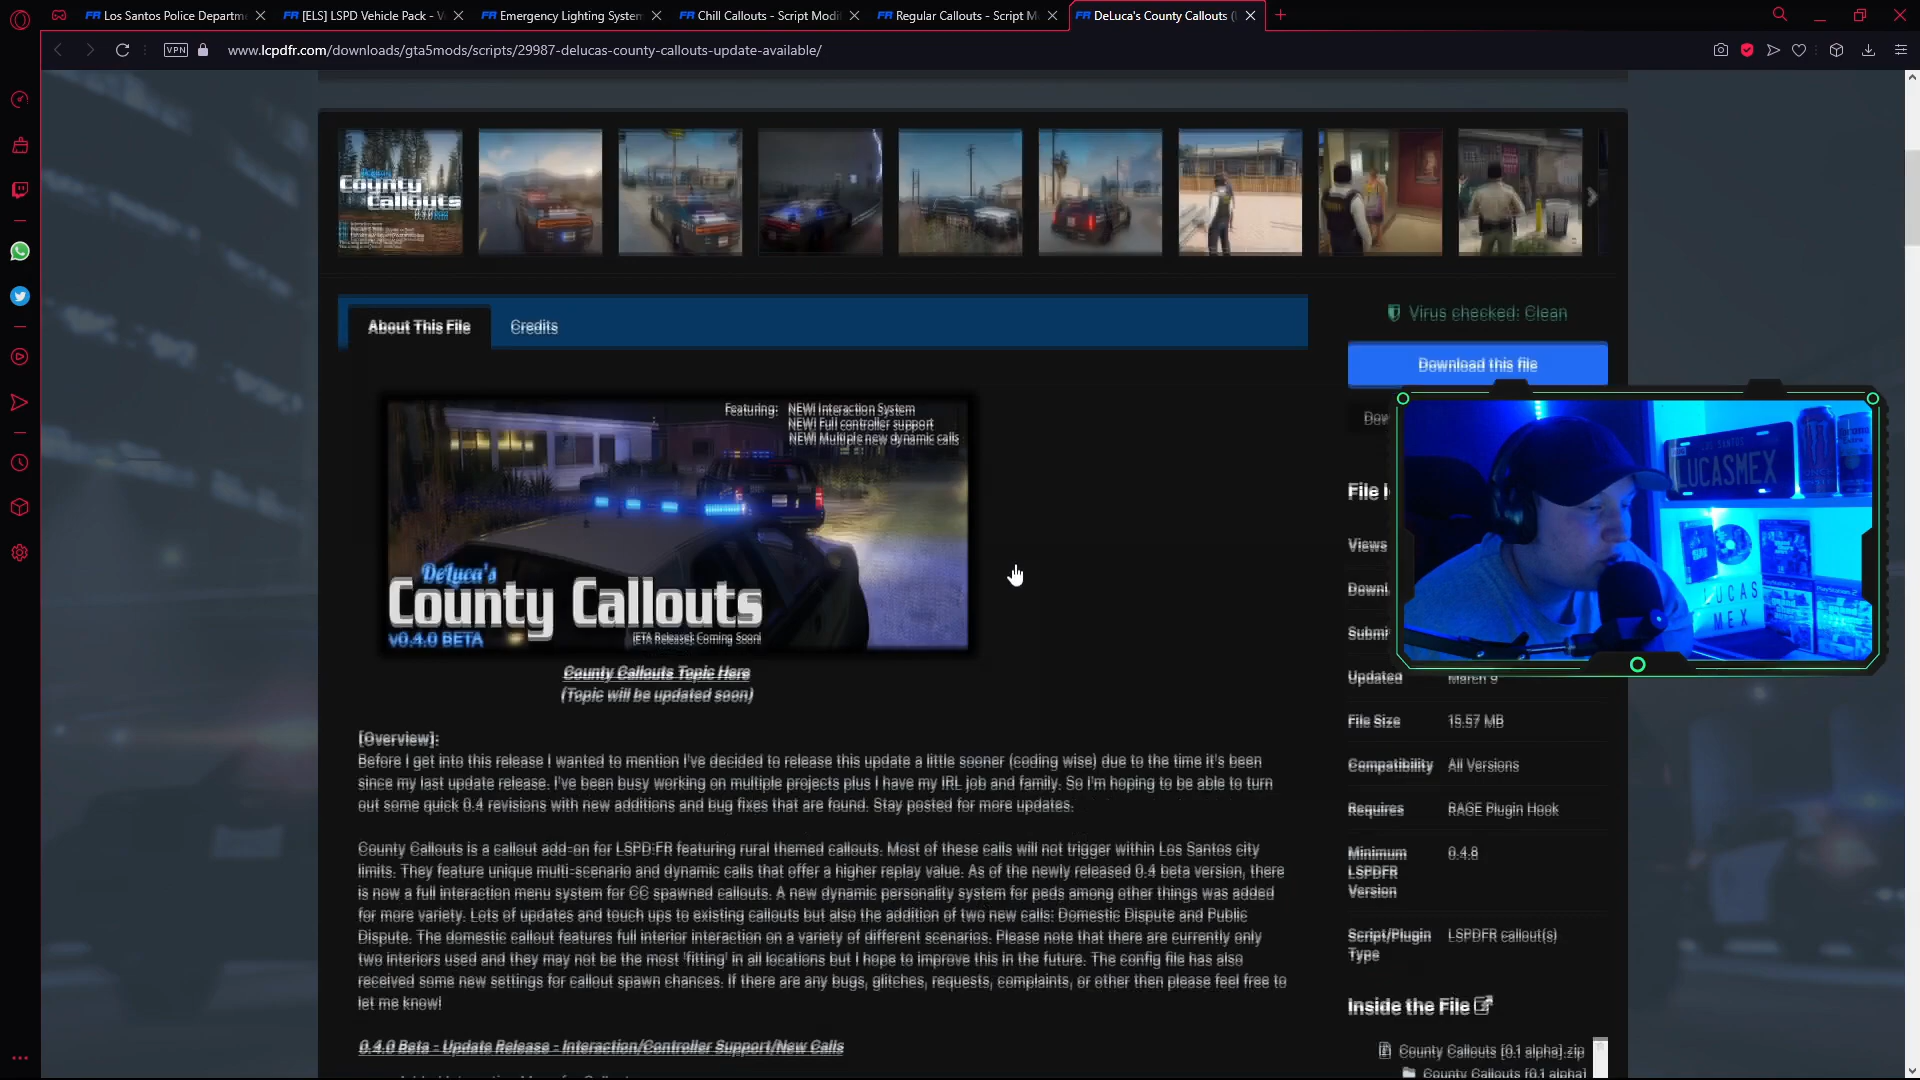 Los Santos Police Departm
[ELS] LSPD Vehicle Pack - V
Emergency Lighting System
Chill Callouts - Script Modi
Regular Callouts - Script M
DeLuca's County Callouts (
VPN
www.lcpdfr.com/downloads/gta5mods/scripts/29987-delucas-county-callouts-update-available/
County
Callouts
About This File
Credits
Virus checked: Clean
Download this file
Featuring: NEW! Interaction System
NEW! Full controller support
NEW! Multiple new dynamic calls
DeLuca's
County Callouts
v0.4.0 BETA
[ETA Release]: Coming Soon!
County Callouts Topic Here
(Topic will be updated soon)
[Overview]:
Before I get into this release I wanted to mention I've decided to release this update a little sooner (coding wise) due to the time it's been
since my last update release. I've been busy working on multiple projects plus I have my IRL job and family. So I'm hoping to be able to turn
out some quick 0.4 revisions with new additions and bug fixes that are found. Stay posted for more updates.
County Callouts is a callout add-on for LSPD:FR featuring rural themed callouts. Most of these calls will not trigger within Los Santos city
limits. They feature unique multi-scenario and dynamic calls that offer a higher replay value. As of the newly released 0.4 beta version, there
is now a full interaction menu system for CC spawned callouts. A new dynamic personality system for peds among other things was added
for more variety. Lots of updates and touch ups to existing callouts but also the addition of two new calls: Domestic Dispute and Public
Dispute. The domestic callout features full interior interaction on a variety of different scenarios. Please note that there are currently only
two interiors used and they may not be the most 'fitting' in all locations but I hope to improve this in the future. The config file has also
received some new settings for callout spawn chances. If there are any bugs, glitches, requests, complaints, or other then please feel free to
let me know!
0.4.0 Beta - Update Release - Interaction/Controller Support/New Calls
Dow
File I
Views
Downl
Submi
Updated March 9
File Size 15.57 MB
Compatibility All Versions
Requires RAGE Plugin Hook
Minimum 0.4.8
LSPDFR
Version
Script/Plugin LSPDFR callout(s)
Type
Inside the File
County Callouts [0.1 alpha].zip
County Callouts [0.1 alpha]
LOS SANTOS
LUCASMEX
LUCAS
MEX